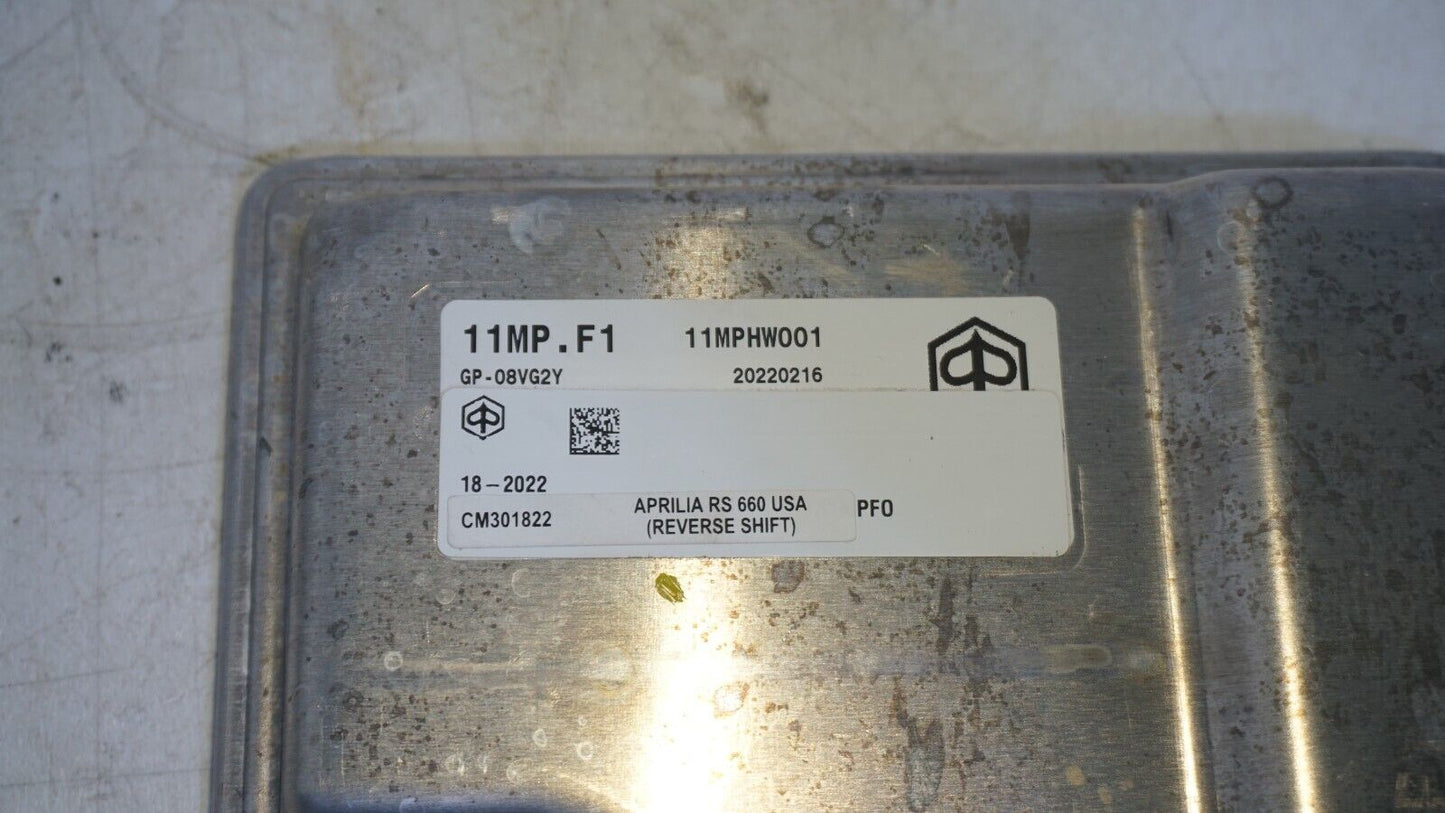 11MP.F1 11MPHW001
GP-08VG2Y 20220216
18-2022
CM301822 APRILIA RS 660 USA PF0
(REVERSE SHIFT)